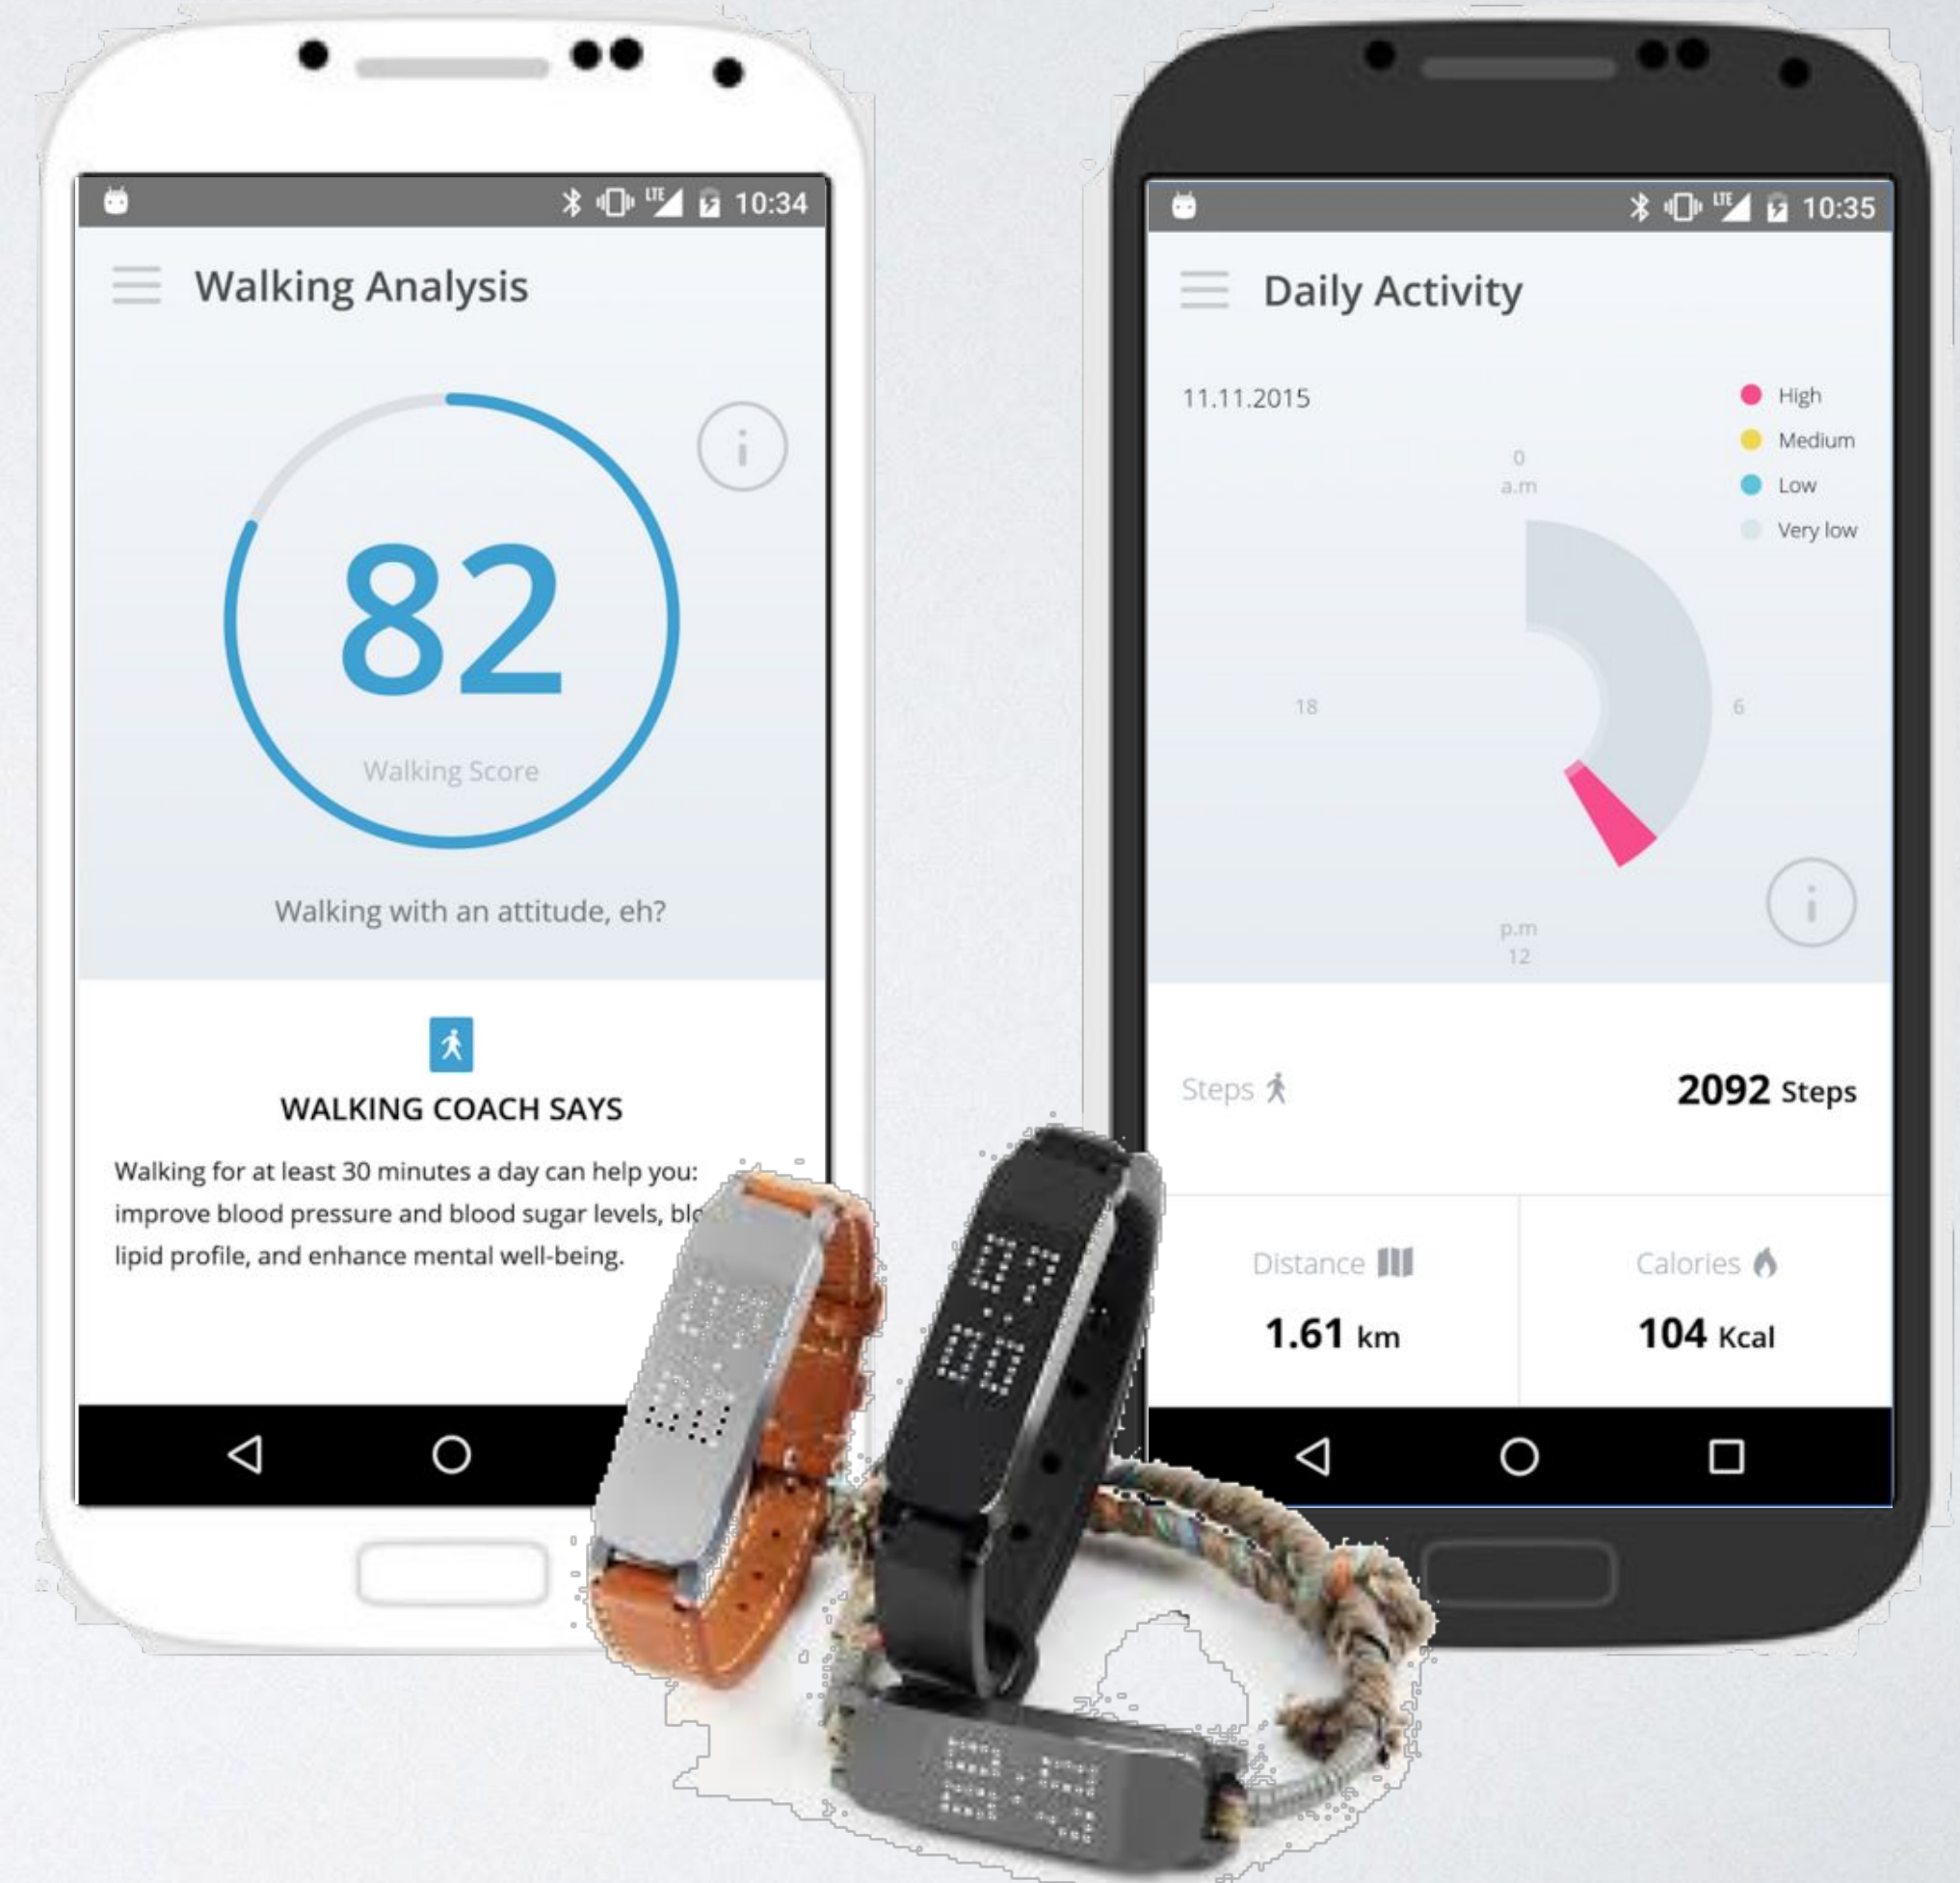 10:34
Walking Analysis
82
Walking Score
Walking with an attitude, eh?
WALKING COACH SAYS
Walking for at least 30 minutes a day can help you:
improve blood pressure and blood sugar levels,
lipid profile, and enhance mental well-being.
LTE
10:35
LTE
Daily Activity
11.11.2015
High
Medium
Low
Very low
0
a.m
18
6
p.m
12
Steps
2092 Steps
Distance
1.61 km
Calories
104 Kcal